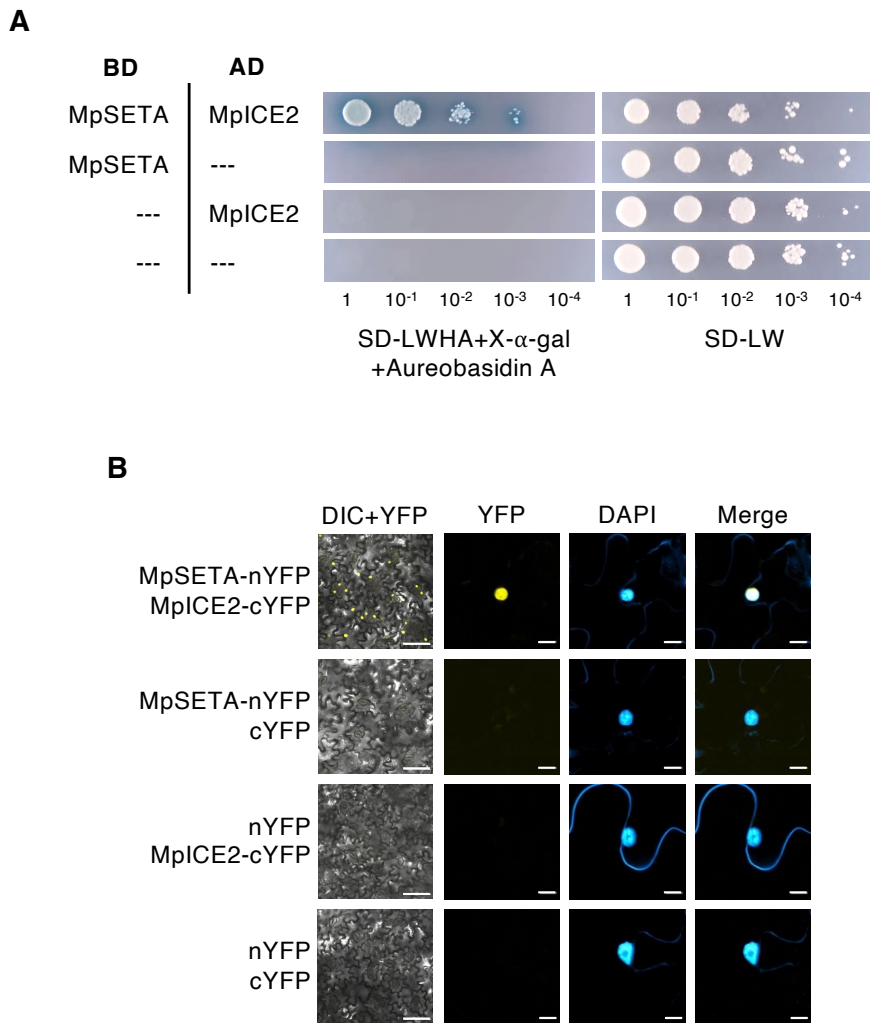 A
BD AD
MpSETA MpICE2
MpSETA ---
--- MpICE2
--- ---
1 10-1 10-2 10-3 10-4 1 10-1 10-2 10-3 10-4
SD-LWHA+X-α-gal SD-LW
+Aureobasidin A
B
DIC+YFP YFP DAPI Merge
MpSETA-nYFP
MpICE2-cYFP
MpSETA-nYFP
cYFP
nYFP
MpICE2-cYFP
nYFP
cYFP